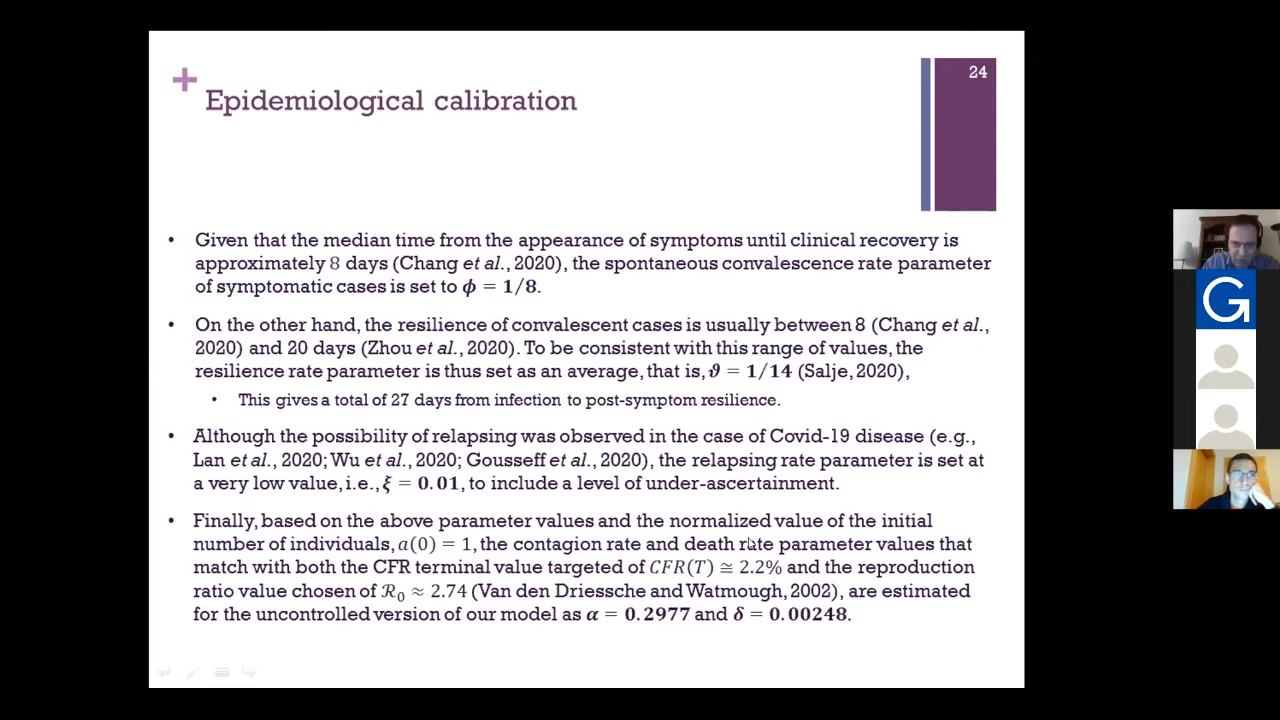 24
+
Epidemiological calibration
• Given that the median time from the appearance of symptoms until clinical recovery is
approximately 8 days (Chang et al., 2020), the spontaneous convalescence rate parameter
of symptomatic cases is set to ϕ = 1/8.
• On the other hand, the resilience of convalescent cases is usually between 8 (Chang et al.,
2020) and 20 days (Zhou et al., 2020). To be consistent with this range of values, the
resilience rate parameter is thus set as an average, that is, ϑ = 1/14 (Salje, 2020),
• This gives a total of 27 days from infection to post-symptom resilience.
• Although the possibility of relapsing was observed in the case of Covid-19 disease (e.g.,
Lan et al., 2020; Wu et al., 2020; Gousseff et al., 2020), the relapsing rate parameter is set at
a very low value, i.e., ξ = 0.01, to include a level of under-ascertainment.
• Finally, based on the above parameter values and the normalized value of the initial
number of individuals, a(0) = 1, the contagion rate and death rate parameter values that
match with both the CFR terminal value targeted of CFR(T) ≅ 2.2% and the reproduction
ratio value chosen of ℛ₀ ≈ 2.74 (Van den Driessche and Watmough, 2002), are estimated
for the uncontrolled version of our model as α = 0.2977 and δ = 0.00248.
G